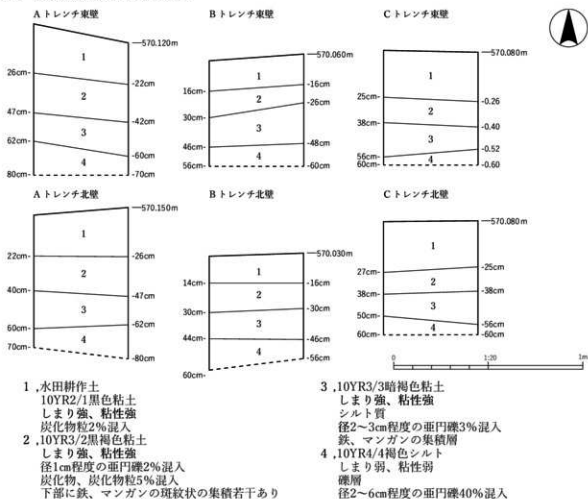 Aトレンチ東壁
570.120m
1
26cm-
-22cm
2
47cm-
-42cm
3
62cm-
-60cm
4
80cm-
-70cm
Bトレンチ東壁
570.060m
1
16cm-
-16cm
2
-26cm
30cm-
3
46cm-
-48cm
4
56cm-
-60cm
Cトレンチ東壁
570.080m
1
25cm-
-0.26
2
38cm-
-0.40
3
-0.52
56cm-
4
60cm-
-0.60
Aトレンチ北壁
570.150m
1
22cm-
-26cm
2
40cm-
-47cm
3
60cm-
-62cm
4
70cm-
-80cm
Bトレンチ北壁
570.030m
1
14cm-
-16cm
2
30cm-
-30cm
3
44cm-
-46cm
4
-56cm
60cm-
Cトレンチ北壁
570.080m
1
27cm-
-25cm
2
38cm-
-38cm
3
50cm-
-56cm
4
60cm-
-60cm
0 1:20 1m
1,水田耕作土
10YR2/1黒色粘土
しまり強、粘性強
炭化物粒2%混入
2,10YR3/2黒褐色粘土
しまり強、粘性強
径1cm程度の亜円礫2%混入
炭化物、炭化物粒5%混入
下部に鉄、マンガンの斑紋状の集積若干あり
3,10YR3/3暗褐色粘土
しまり強、粘性強
シルト質
径2～3cm程度の亜円礫3%混入
鉄、マンガンの集積層
4,10YR4/4褐色シルト
しまり弱、粘性弱
礫層
径2～6cm程度の亜円礫40%混入